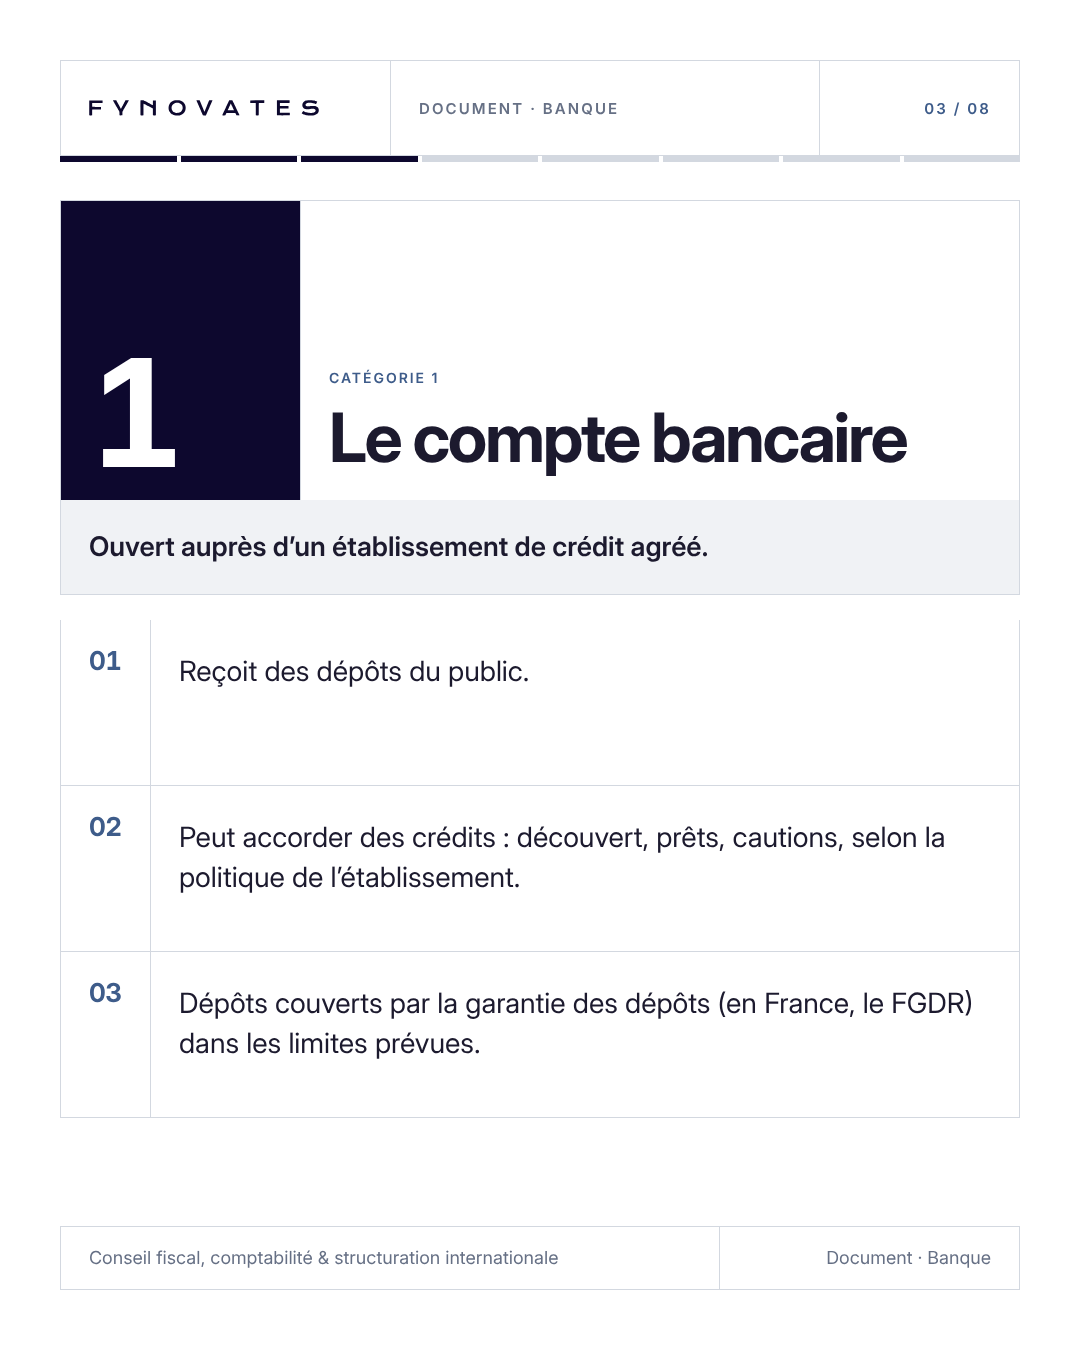 FYNOVATES
DOCUMENT · BANQUE
03 / 08
1
CATÉGORIE 1
Le compte bancaire
Ouvert auprès d’un établissement de crédit agréé.
01
Reçoit des dépôts du public.
02
Peut accorder des crédits : découvert, prêts, cautions, selon la
politique de l’établissement.
03
Dépôts couverts par la garantie des dépôts (en France, le FGDR)
dans les limites prévues.
Conseil fiscal, comptabilité & structuration internationale
Document · Banque